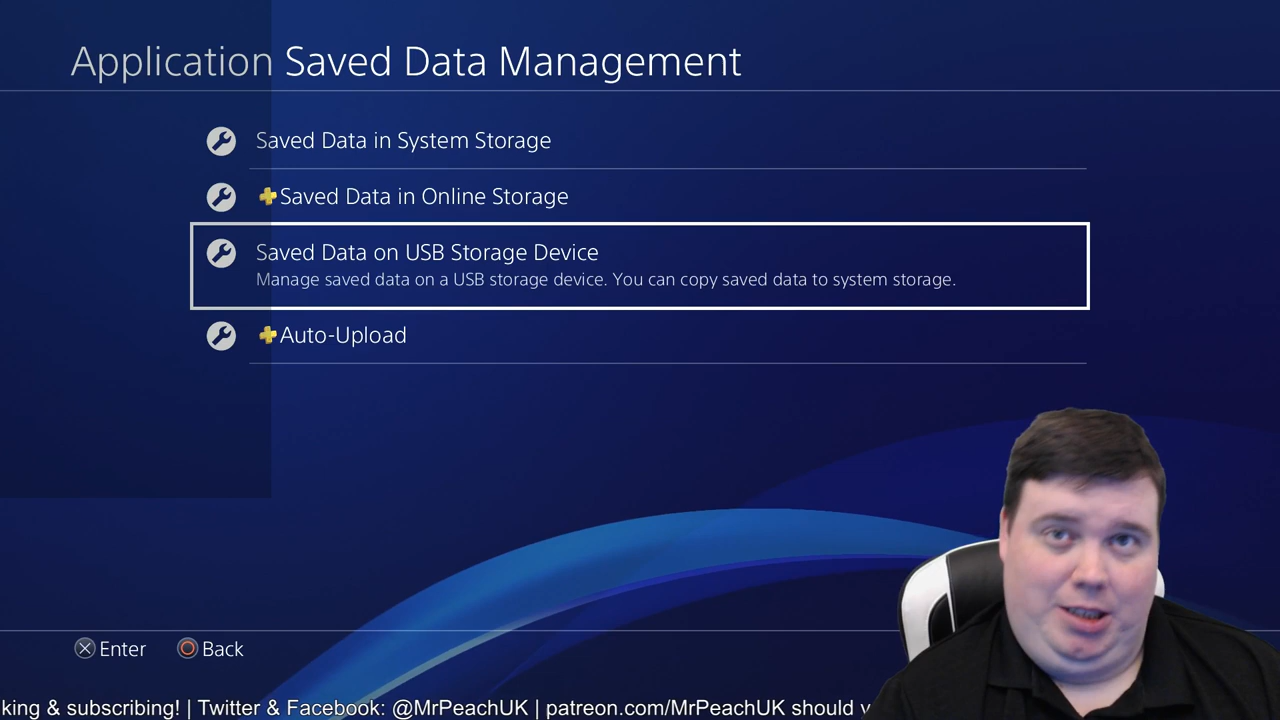 Application Saved Data Management
Saved Data in System Storage
Saved Data in Online Storage
Saved Data on USB Storage Device
Manage saved data on a USB storage device. You can copy saved data to system storage.
Auto-Upload
Enter
Back
king & subscribing! | Twitter & Facebook: @MrPeachUK | patreon.com/MrPeachUK should